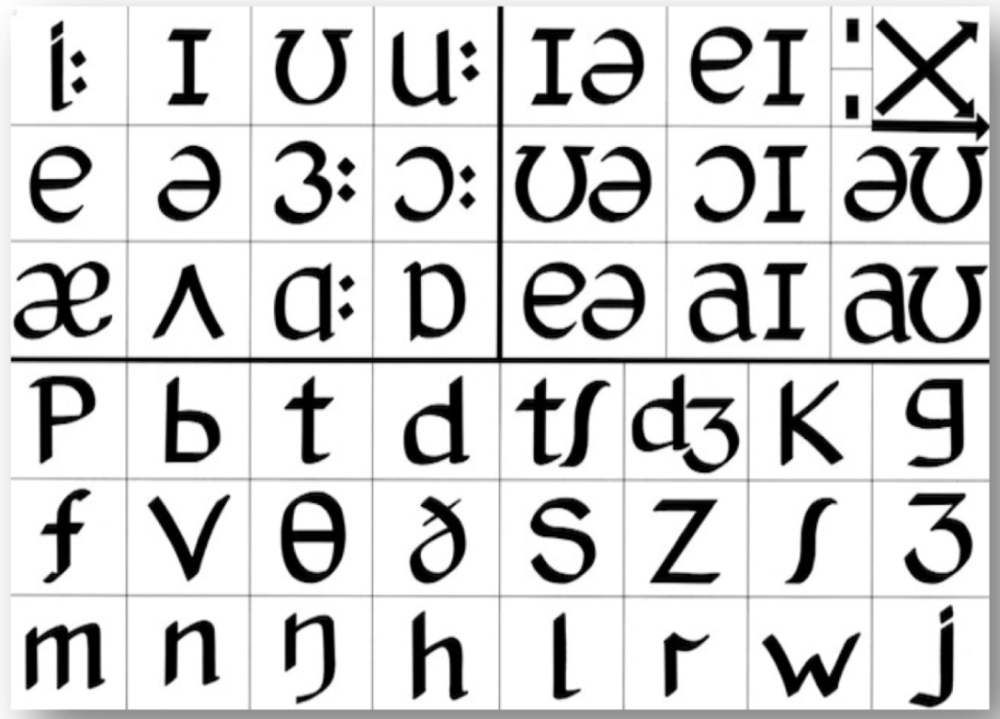 iː ɪ ʊ uː ɪə eɪ
e ə ɜː ɔː ʊə ɔɪ əʊ
æ ʌ ɑː ɒ eə aɪ aʊ
p b t d tʃ dʒ k g
f v θ ð s z ʃ ʒ
m n ŋ h l r w j